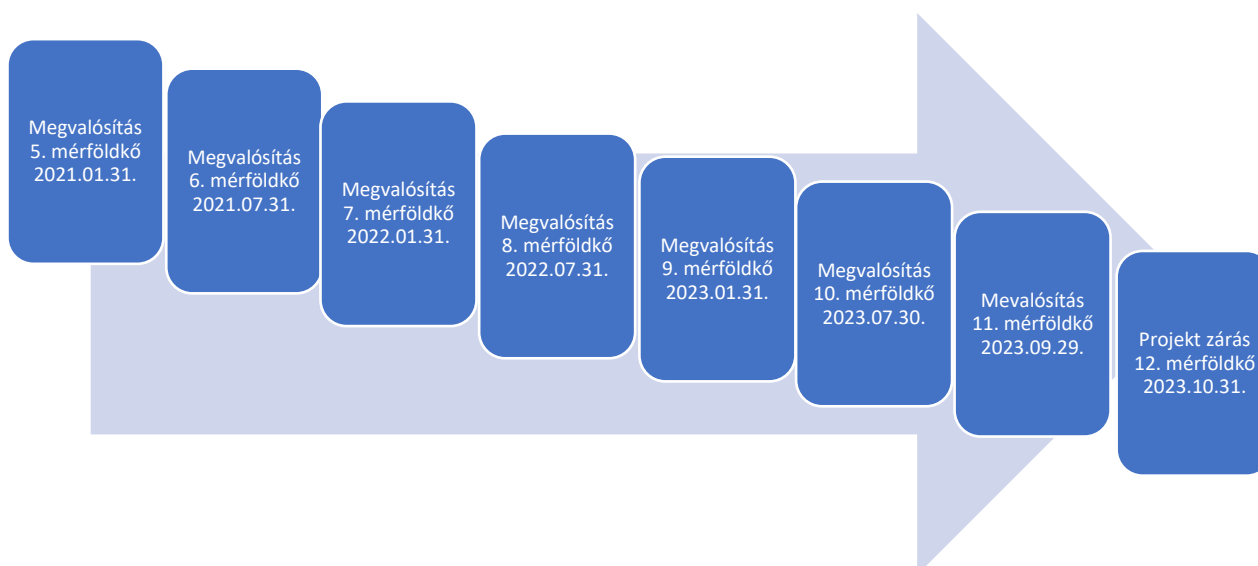 Megvalósítás
5. mérföldkő
2021.01.31.
Megvalósítás
6. mérföldkő
2021.07.31.
Megvalósítás
7. mérföldkő
2022.01.31.
Megvalósítás
8. mérföldkő
2022.07.31.
Megvalósítás
9. mérföldkő
2023.01.31.
Megvalósítás
10. mérföldkő
2023.07.30.
Mevalósítás
11. mérföldkő
2023.09.29.
Projekt zárás
12. mérföldkő
2023.10.31.